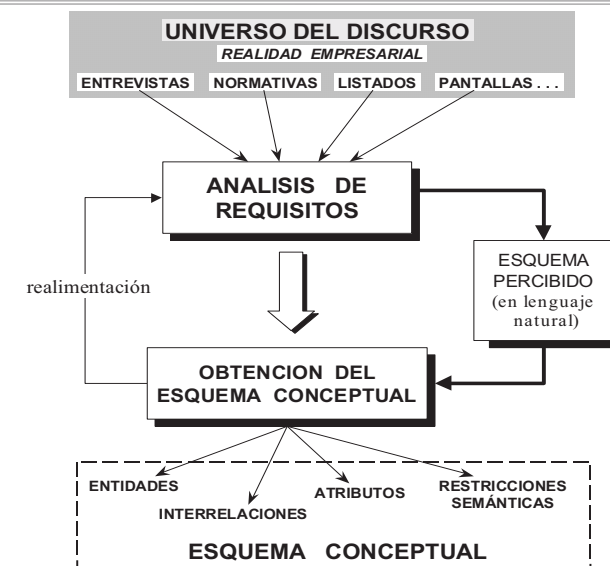 UNIVERSO DEL DISCURSO
REALIDAD EMPRESARIAL
ENTREVISTAS NORMATIVAS LISTADOS PANTALLAS . . .
ANALISIS DE
REQUISITOS
ESQUEMA
PERCIBIDO
(en lenguaje
natural)
realimentación
OBTENCION DEL
ESQUEMA CONCEPTUAL
ENTIDADES
INTERRELACIONES
ATRIBUTOS
RESTRICCIONES
SEMÁNTICAS
ESQUEMA CONCEPTUAL